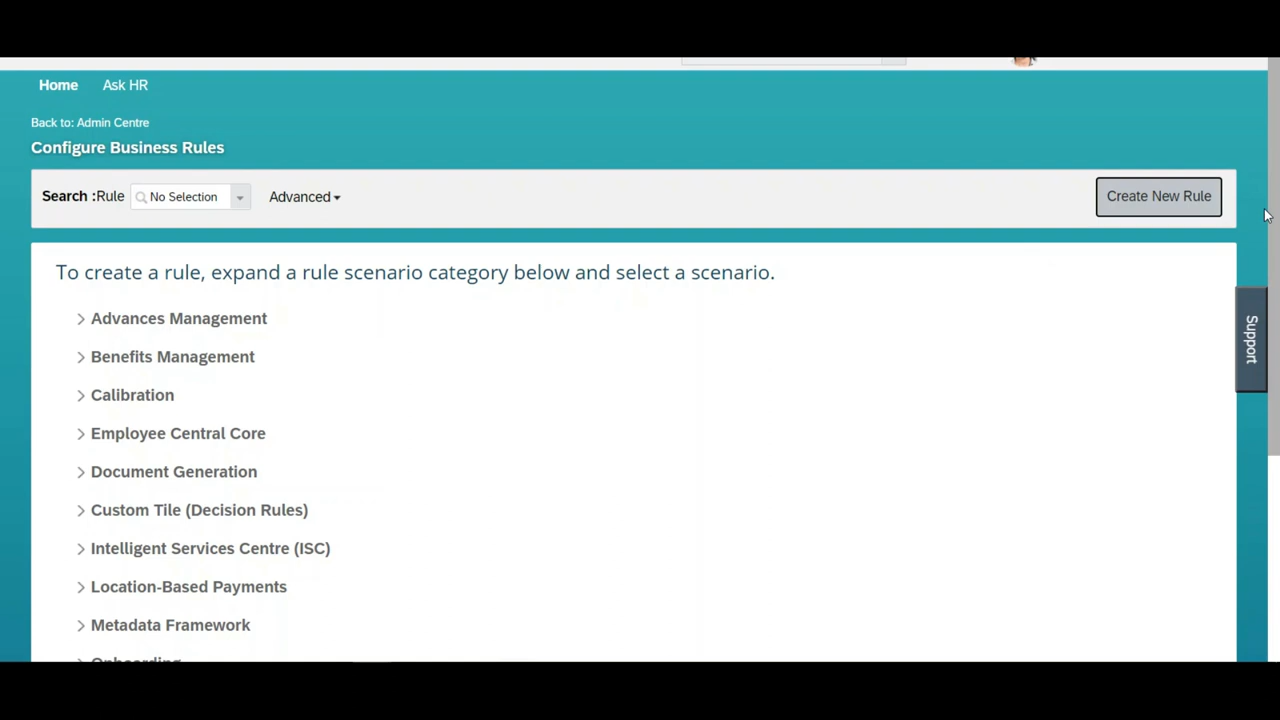 Home Ask HR
Back to: Admin Centre
Configure Business Rules
Search :Rule No Selection Advanced Create New Rule
To create a rule, expand a rule scenario category below and select a scenario.
Advances Management
Benefits Management
Support
Calibration
Employee Central Core
Document Generation
Custom Tile (Decision Rules)
Intelligent Services Centre (ISC)
Location-Based Payments
Metadata Framework